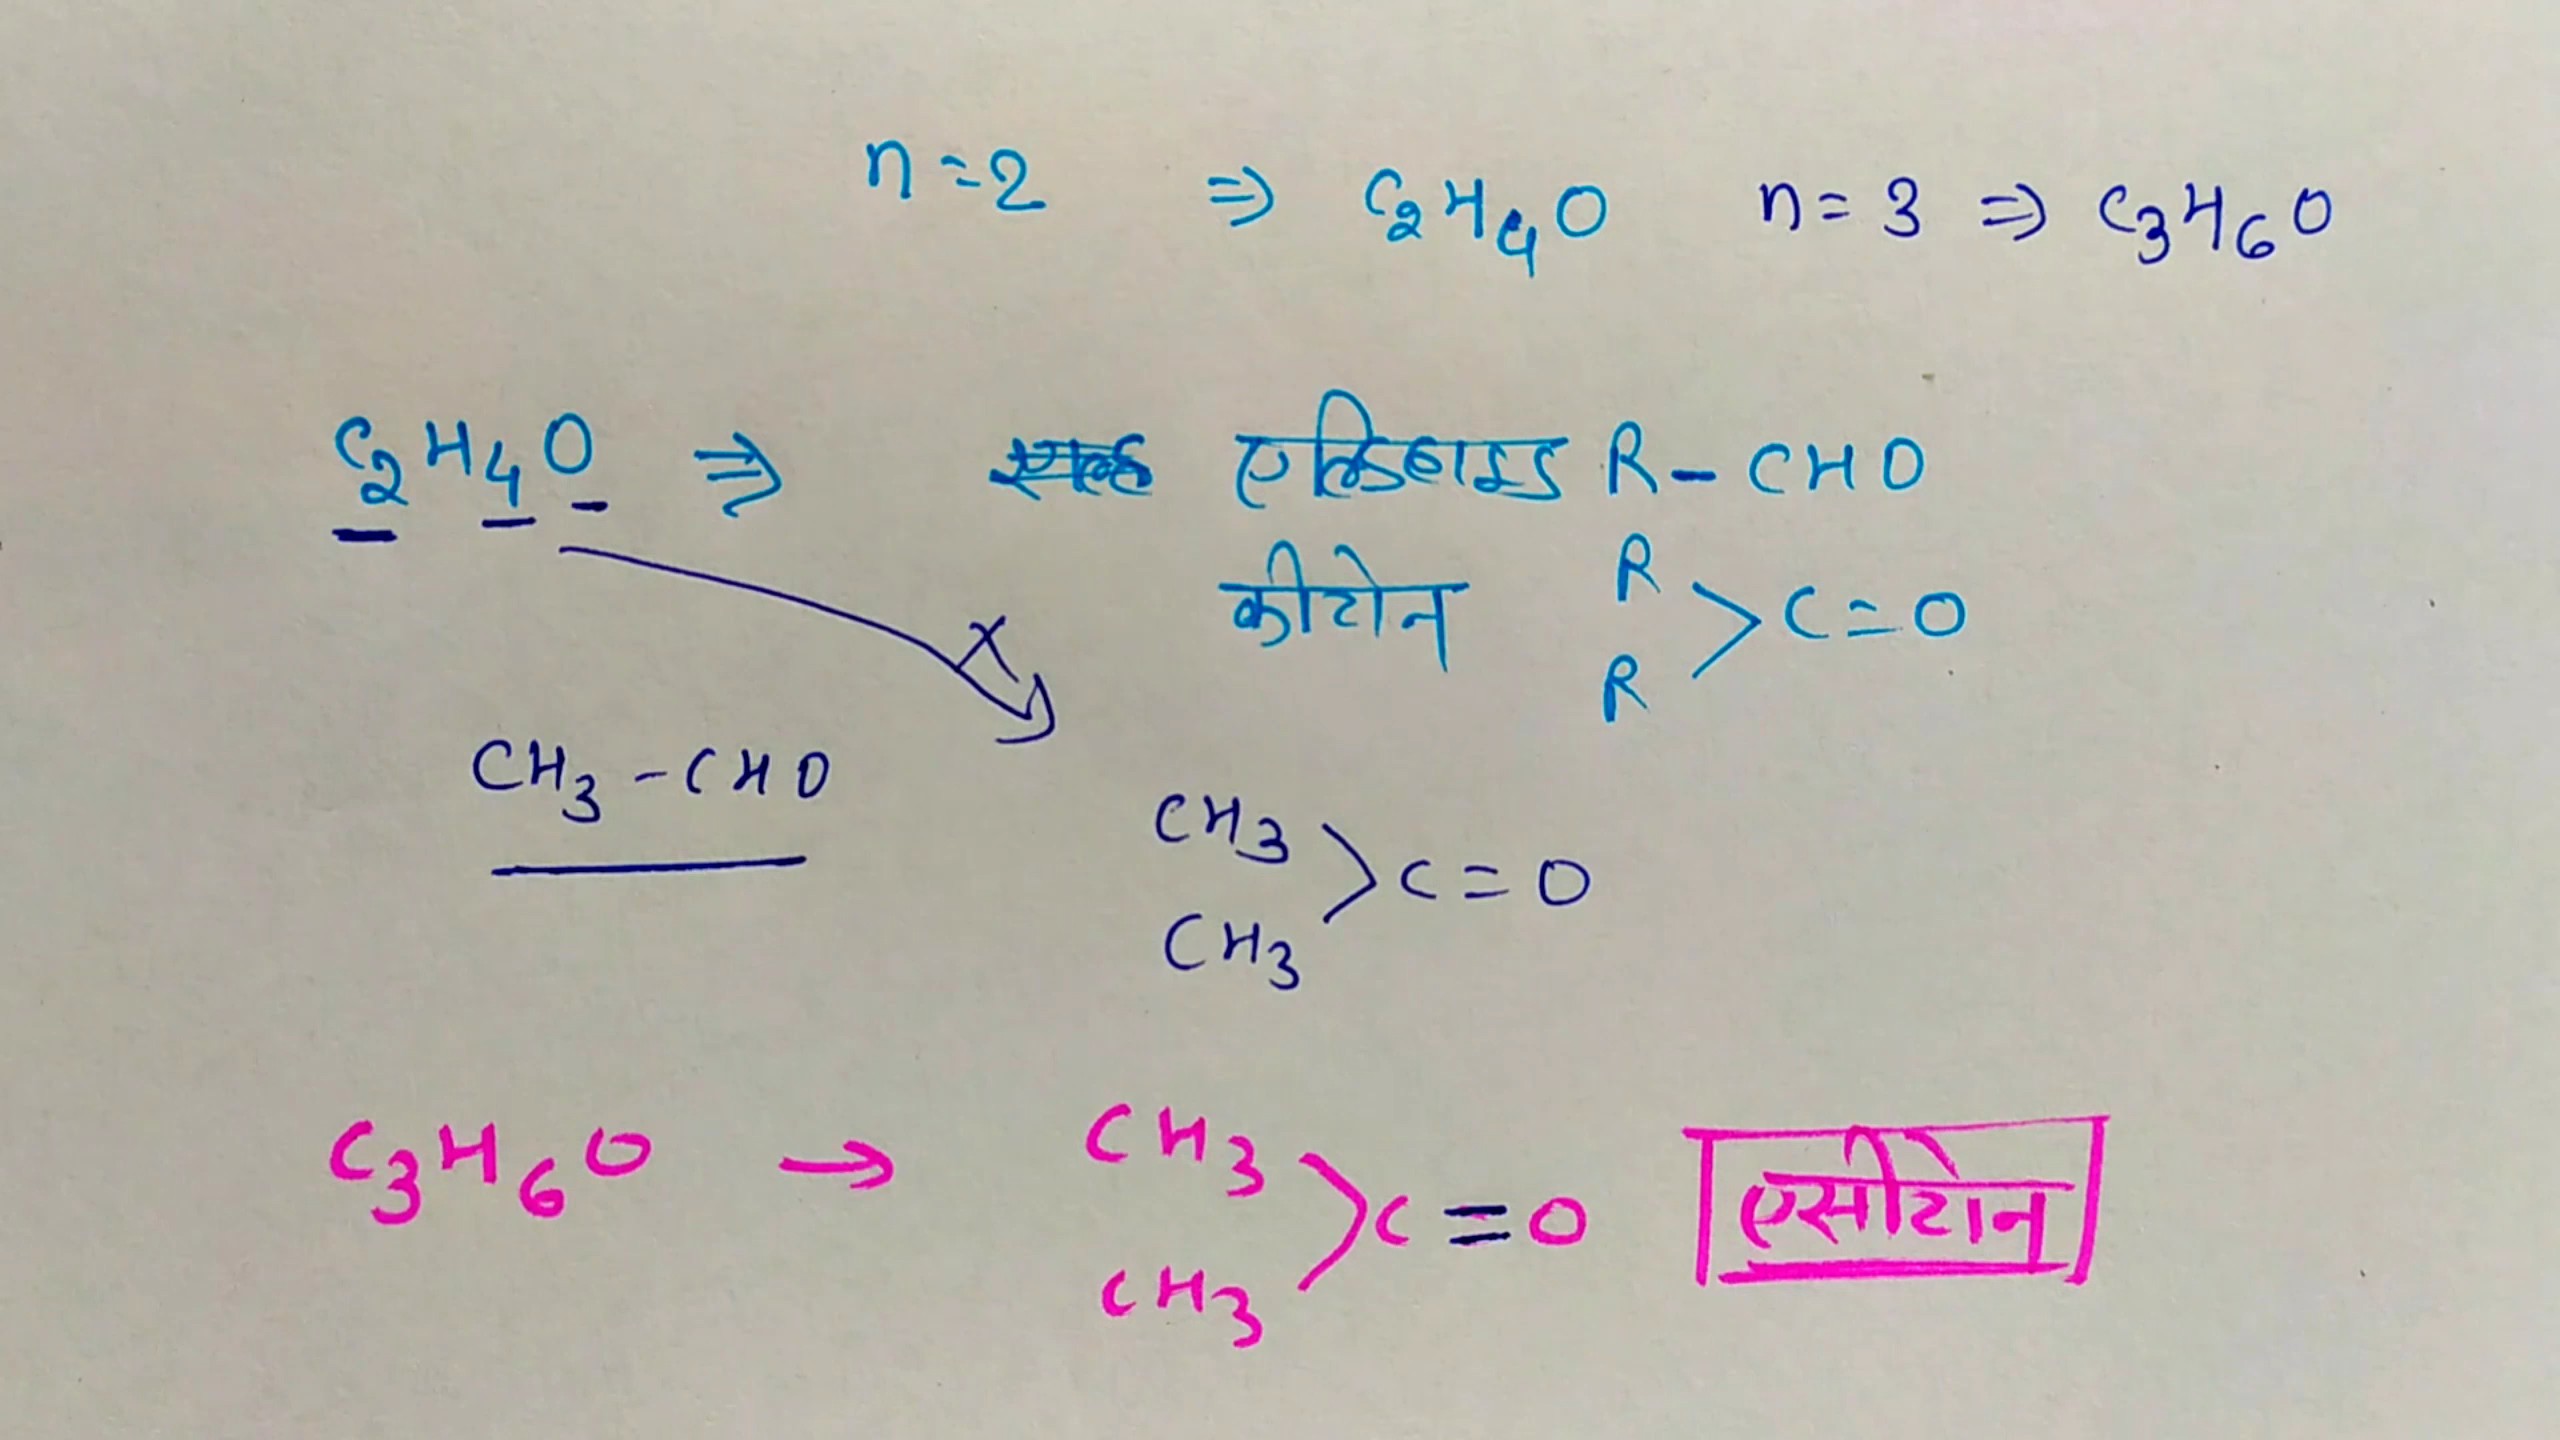 n=2 ⇒ C₂H₄O n=3 ⇒ C₃H₆O
C₂H₄O ⇒ एल्डिहाइड R-CHO
कीटोन R R >C=O
CH₃-CHO
CH₃ CH₃ >C=O
C₃H₆O → CH₃ CH₃ >C=O एसीटोन